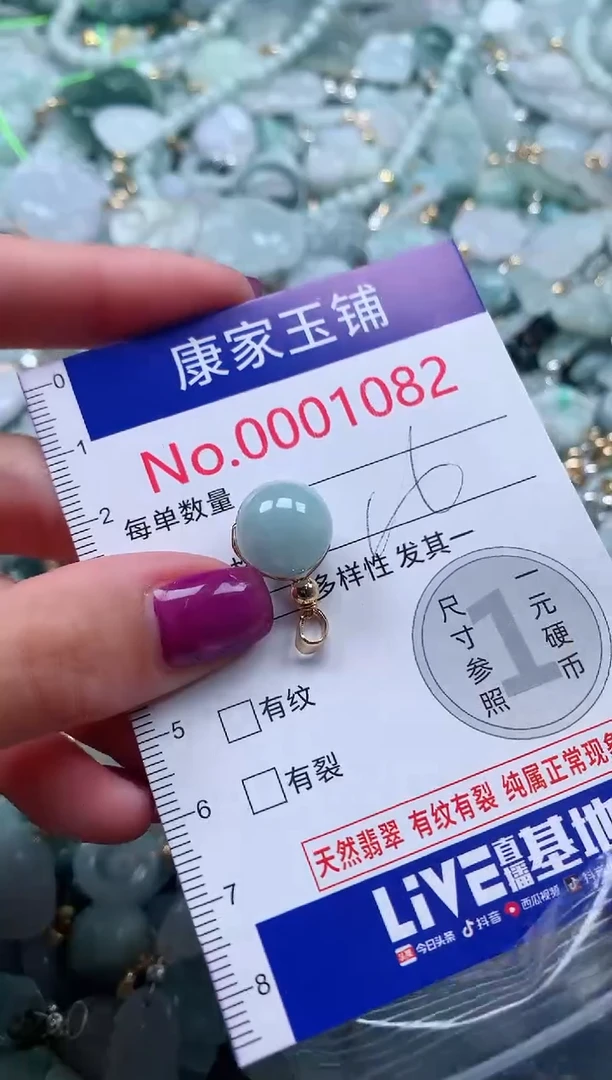 康家玉铺
No.0001082
每单数量
多样性 发其一
一元硬币
尺寸参照
1
有纹
有裂
天然翡翠 有纹有裂 纯属正常现象
LiVE直播基地
今日头条 抖音 西瓜视频 抖音
0
1
2
5
6
7
8